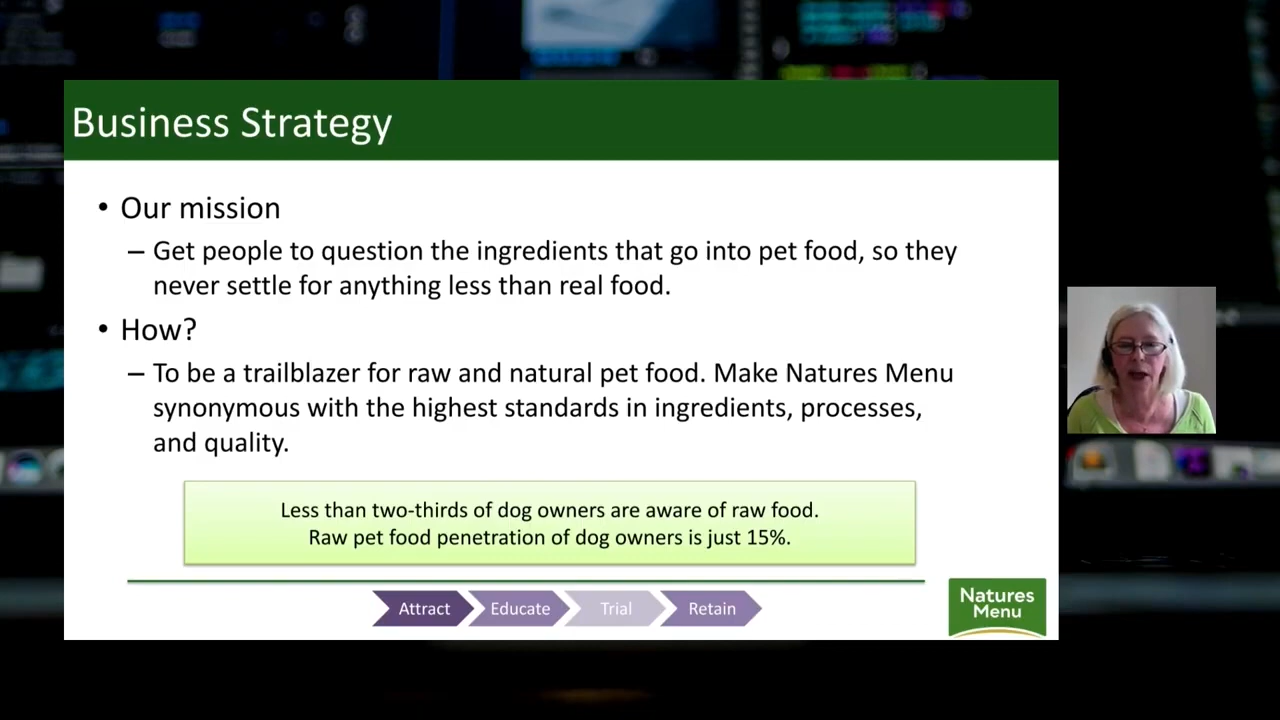 Business Strategy
• Our mission
– Get people to question the ingredients that go into pet food, so they
never settle for anything less than real food.
• How?
– To be a trailblazer for raw and natural pet food. Make Natures Menu
synonymous with the highest standards in ingredients, processes,
and quality.
Less than two-thirds of dog owners are aware of raw food.
Raw pet food penetration of dog owners is just 15%.
Attract Educate Trial Retain
Natures
Menu